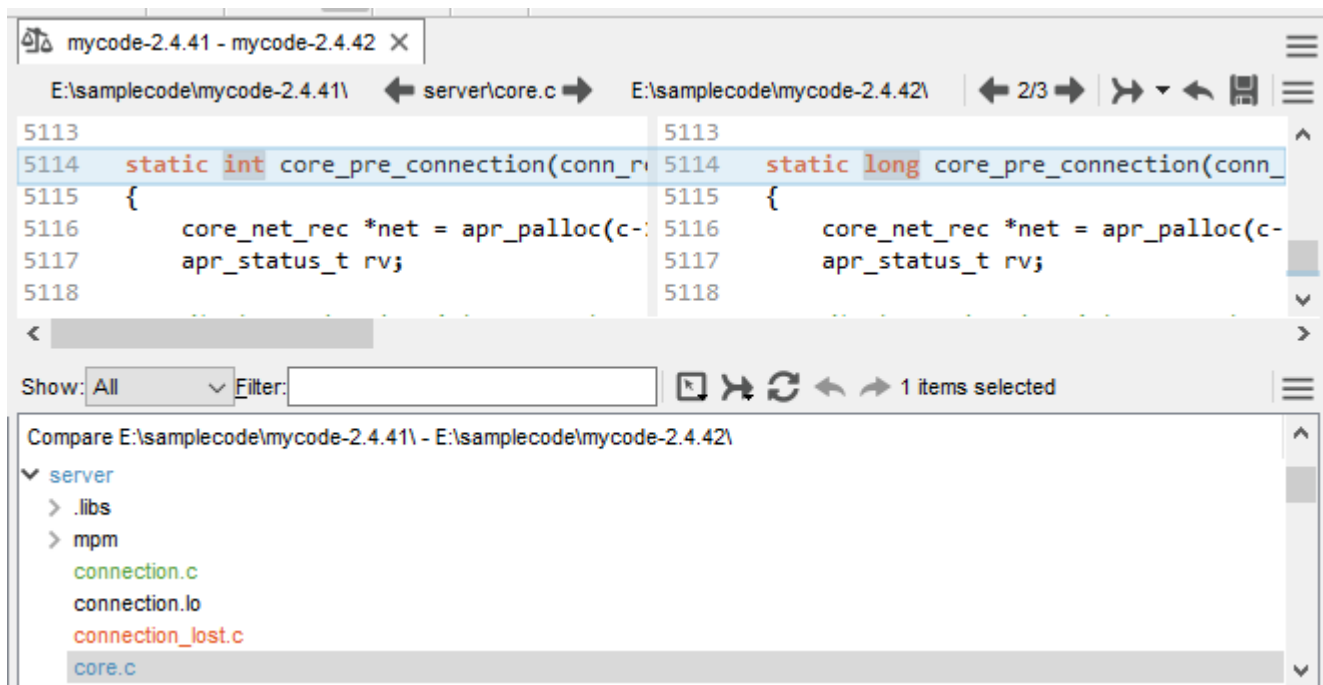 mycode-2.4.41 - mycode-2.4.42
E:\samplecode\mycode-2.4.41\ server\core.c E:\samplecode\mycode-2.4.42\ 2/3
5113
5114 static int core_pre_connection(conn_r
5115 {
5116 core_net_rec *net = apr_palloc(c-
5117 apr_status_t rv;
5118
5113
5114 static long core_pre_connection(conn_
5115 {
5116 core_net_rec *net = apr_palloc(c-
5117 apr_status_t rv;
5118
Show: All Filter: 1 items selected
Compare E:\samplecode\mycode-2.4.41\ - E:\samplecode\mycode-2.4.42\
server
.libs
mpm
connection.c
connection.lo
connection_lost.c
core.c